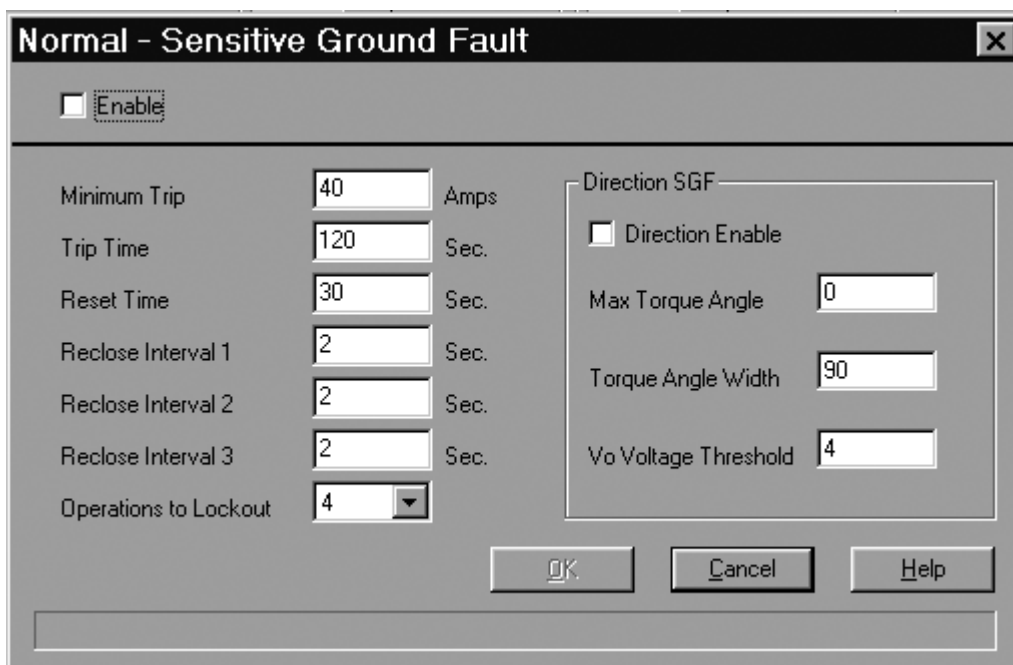 Normal - Sensitive Ground Fault
Enable
Minimum Trip 40 Amps
Trip Time 120 Sec.
Reset Time 30 Sec.
Reclose Interval 1 2 Sec.
Reclose Interval 2 2 Sec.
Reclose Interval 3 2 Sec.
Operations to Lockout 4
Direction SGF
Direction Enable
Max Torque Angle 0
Torque Angle Width 90
Vo Voltage Threshold 4
OK Cancel Help